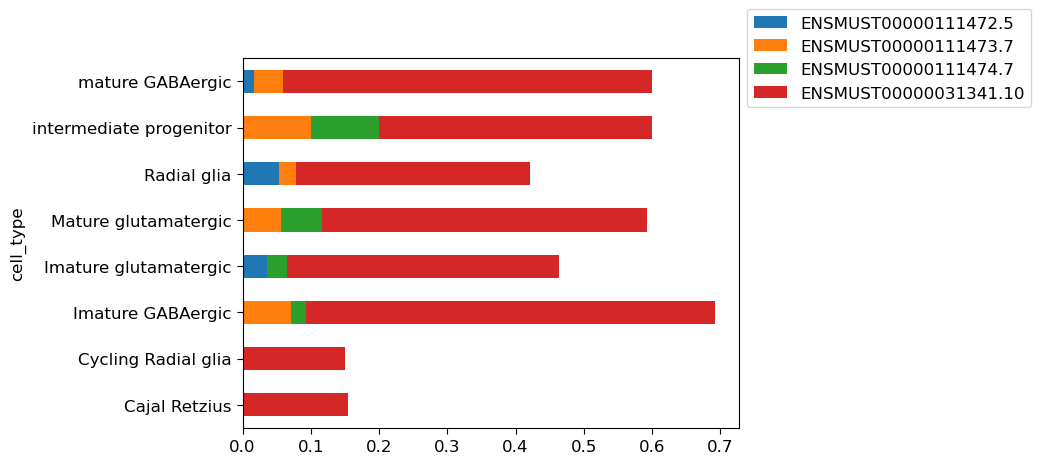 ENSMUST00000111472.5
ENSMUST00000111473.7
ENSMUST00000111474.7
ENSMUST00000031341.10
mature GABAergic
intermediate progenitor
Radial glia
Mature glutamatergic
Imature glutamatergic
Imature GABAergic
Cycling Radial glia
Cajal Retzius
cell_type
0.0 0.1 0.2 0.3 0.4 0.5 0.6 0.7